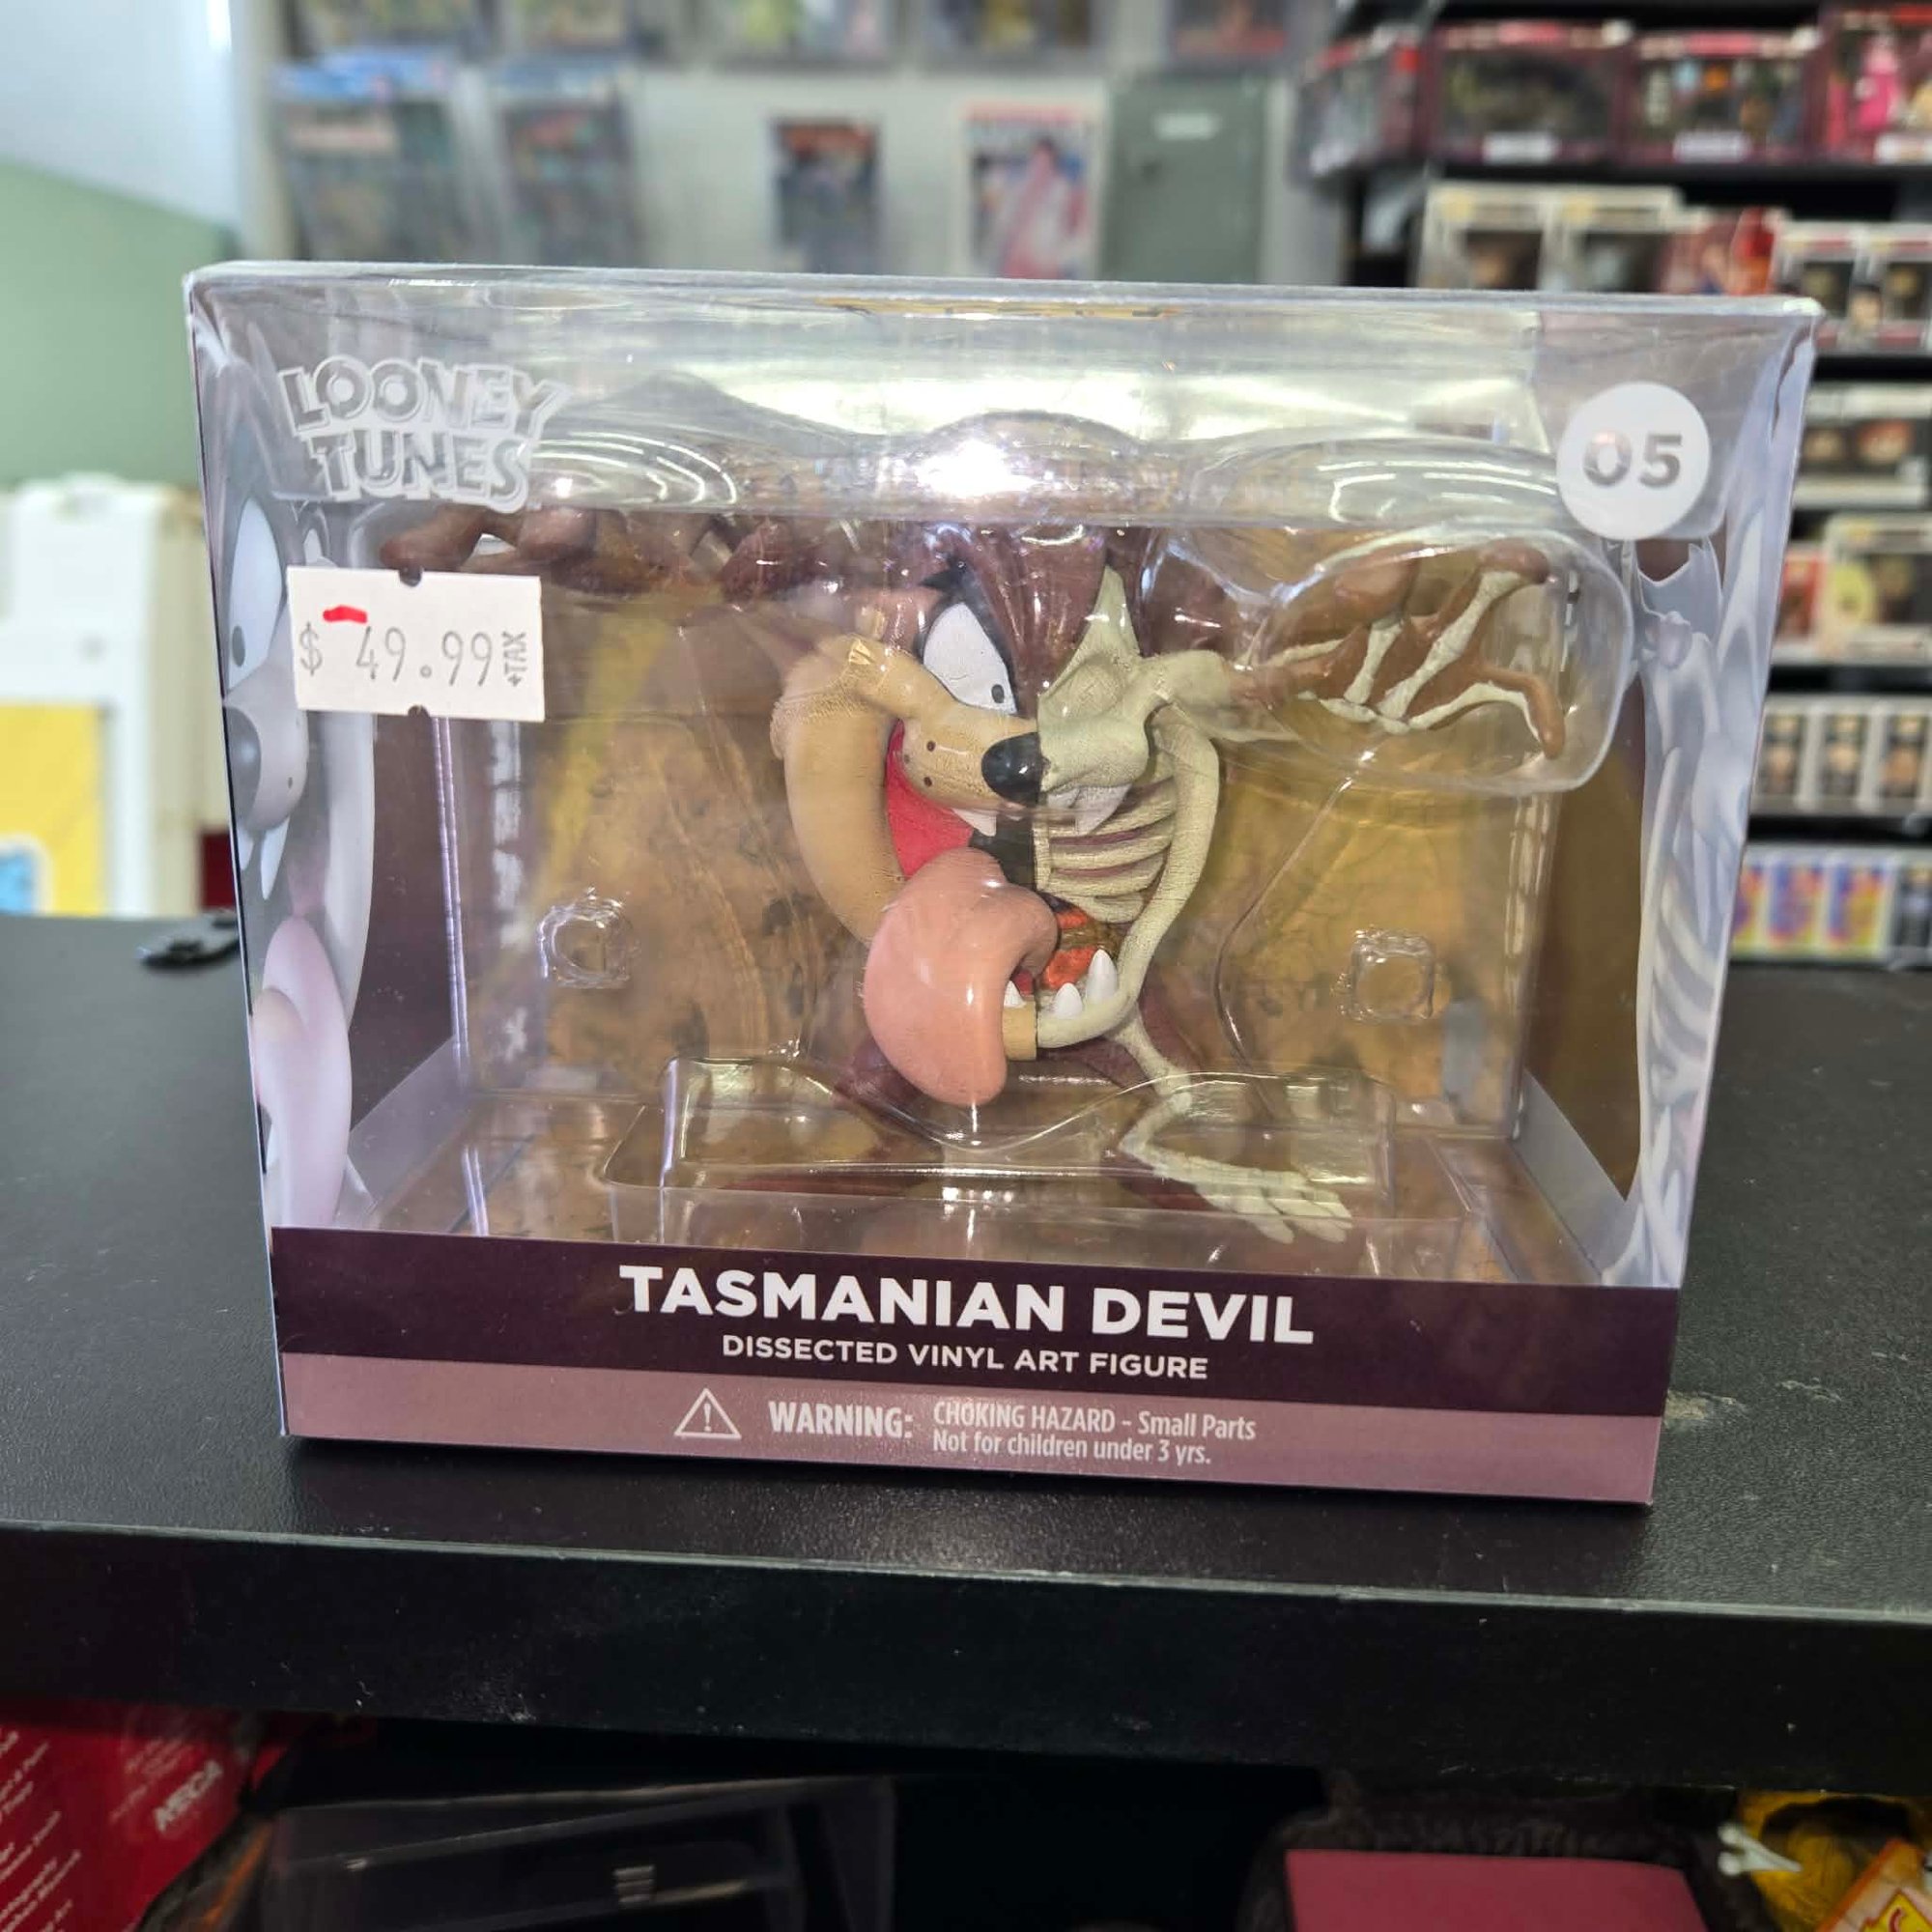 LOONEY
TUNES
05
$ 49.99 +TAX
TASMANIAN DEVIL
DISSECTED VINYL ART FIGURE
WARNING: CHOKING HAZARD - Small Parts
Not for children under 3 yrs.
NECA